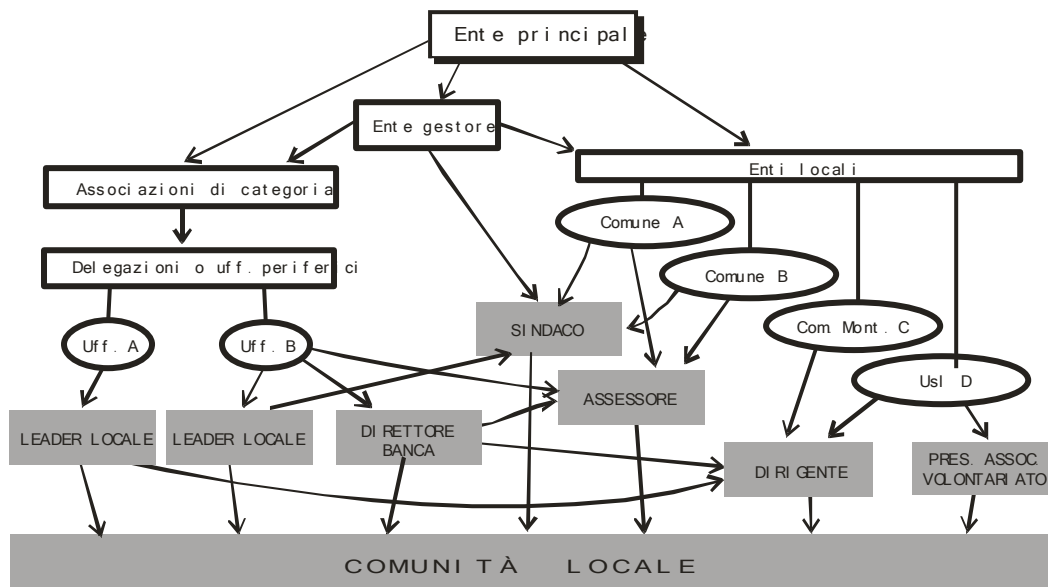 Ente principale
Ente gestore
Enti locali
Associazioni di categoria
Comune A
Delegazioni o uff. periferici
Comune B
SINDACO
Com. Mont. C
Uff. A
Uff. B
Usl D
ASSESSORE
LEADER LOCALE
LEADER LOCALE
DIRETTORE
BANCA
DIRIGENTE
PRES. ASSOC.
VOLONTARIATO
COMUNITÀ LOCALE